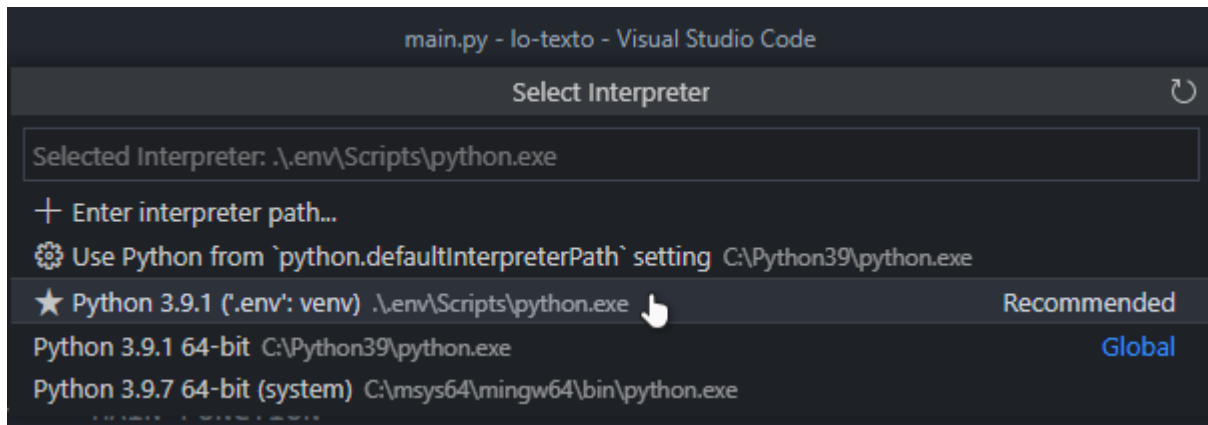 main.py - lo-texto - Visual Studio Code
Select Interpreter
Selected Interpreter: .\.env\Scripts\python.exe
Enter interpreter path...
Use Python from `python.defaultInterpreterPath` setting C:\Python39\python.exe
Python 3.9.1 ('.env': venv) .\.env\Scripts\python.exe Recommended
Python 3.9.1 64-bit C:\Python39\python.exe Global
Python 3.9.7 64-bit (system) C:\msys64\mingw64\bin\python.exe